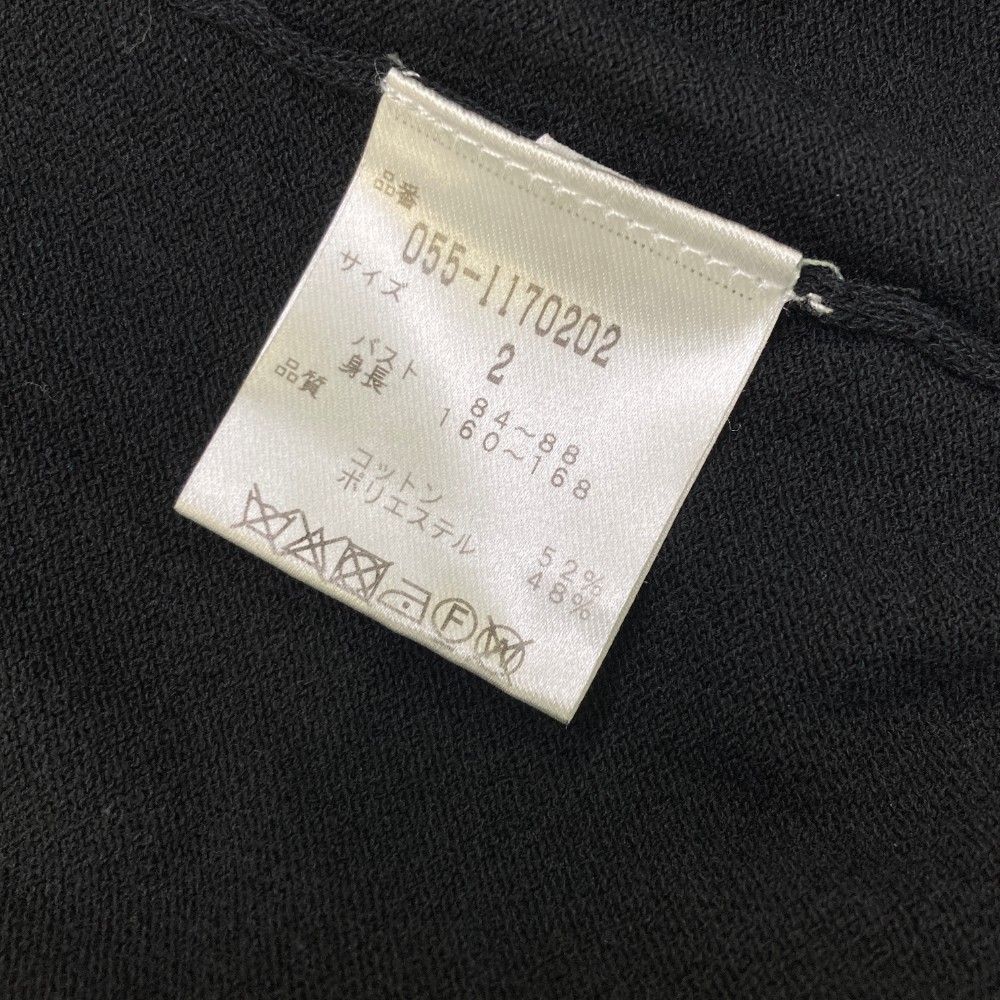 品番
055-1170202
サイズ 2
バスト 84～88
身長 160～168
品質
コットン 52%
ポリエステル 48%
F W